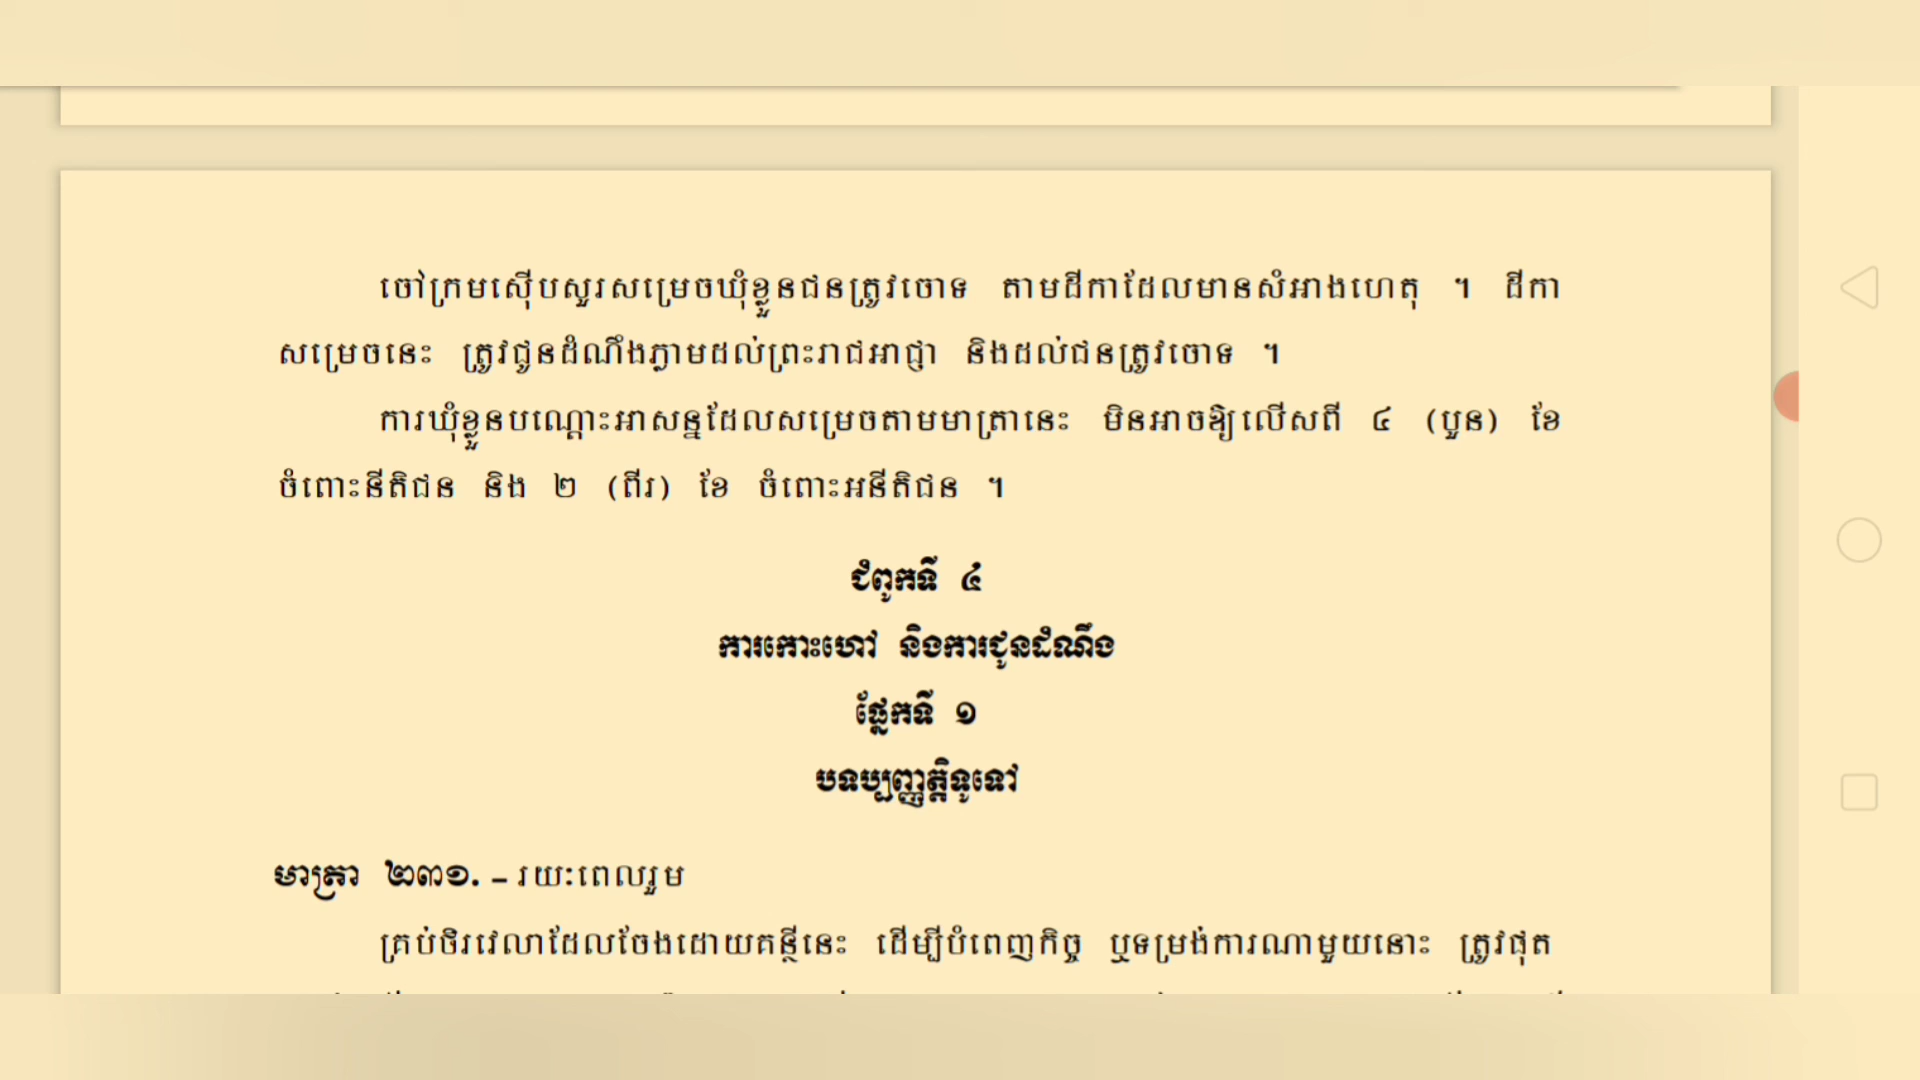 ចៅក្រមស៊ើបសួរសម្រេចឃុំខ្លួនជនត្រូវចោទ តាមដីកាដែលមានសំអាងហេតុ ។ ដីកា
សម្រេចនេះ ត្រូវជូនដំណឹងភ្លាមដល់ព្រះរាជអាជ្ញា និងដល់ជនត្រូវចោទ ។
ការឃុំខ្លួនបណ្តោះអាសន្នដែលសម្រេចតាមមាត្រានេះ មិនអាចឱ្យលើសពី ៤ (បួន) ខែ
ចំពោះនីតិជន និង ២ (ពីរ) ខែ ចំពោះអនីតិជន ។
ជំពូកទី ៤
ការកោះហៅ និងការជូនដំណឹង
ផ្នែកទី ១
បទប្បញ្ញត្តិទូទៅ
មាត្រា ២៣១. – រយៈពេលរួម
គ្រប់ថិរវេលាដែលចែងដោយគន្ថីនេះ ដើម្បីបំពេញកិច្ច ឬទម្រង់ការណាមួយនោះ ត្រូវផុត